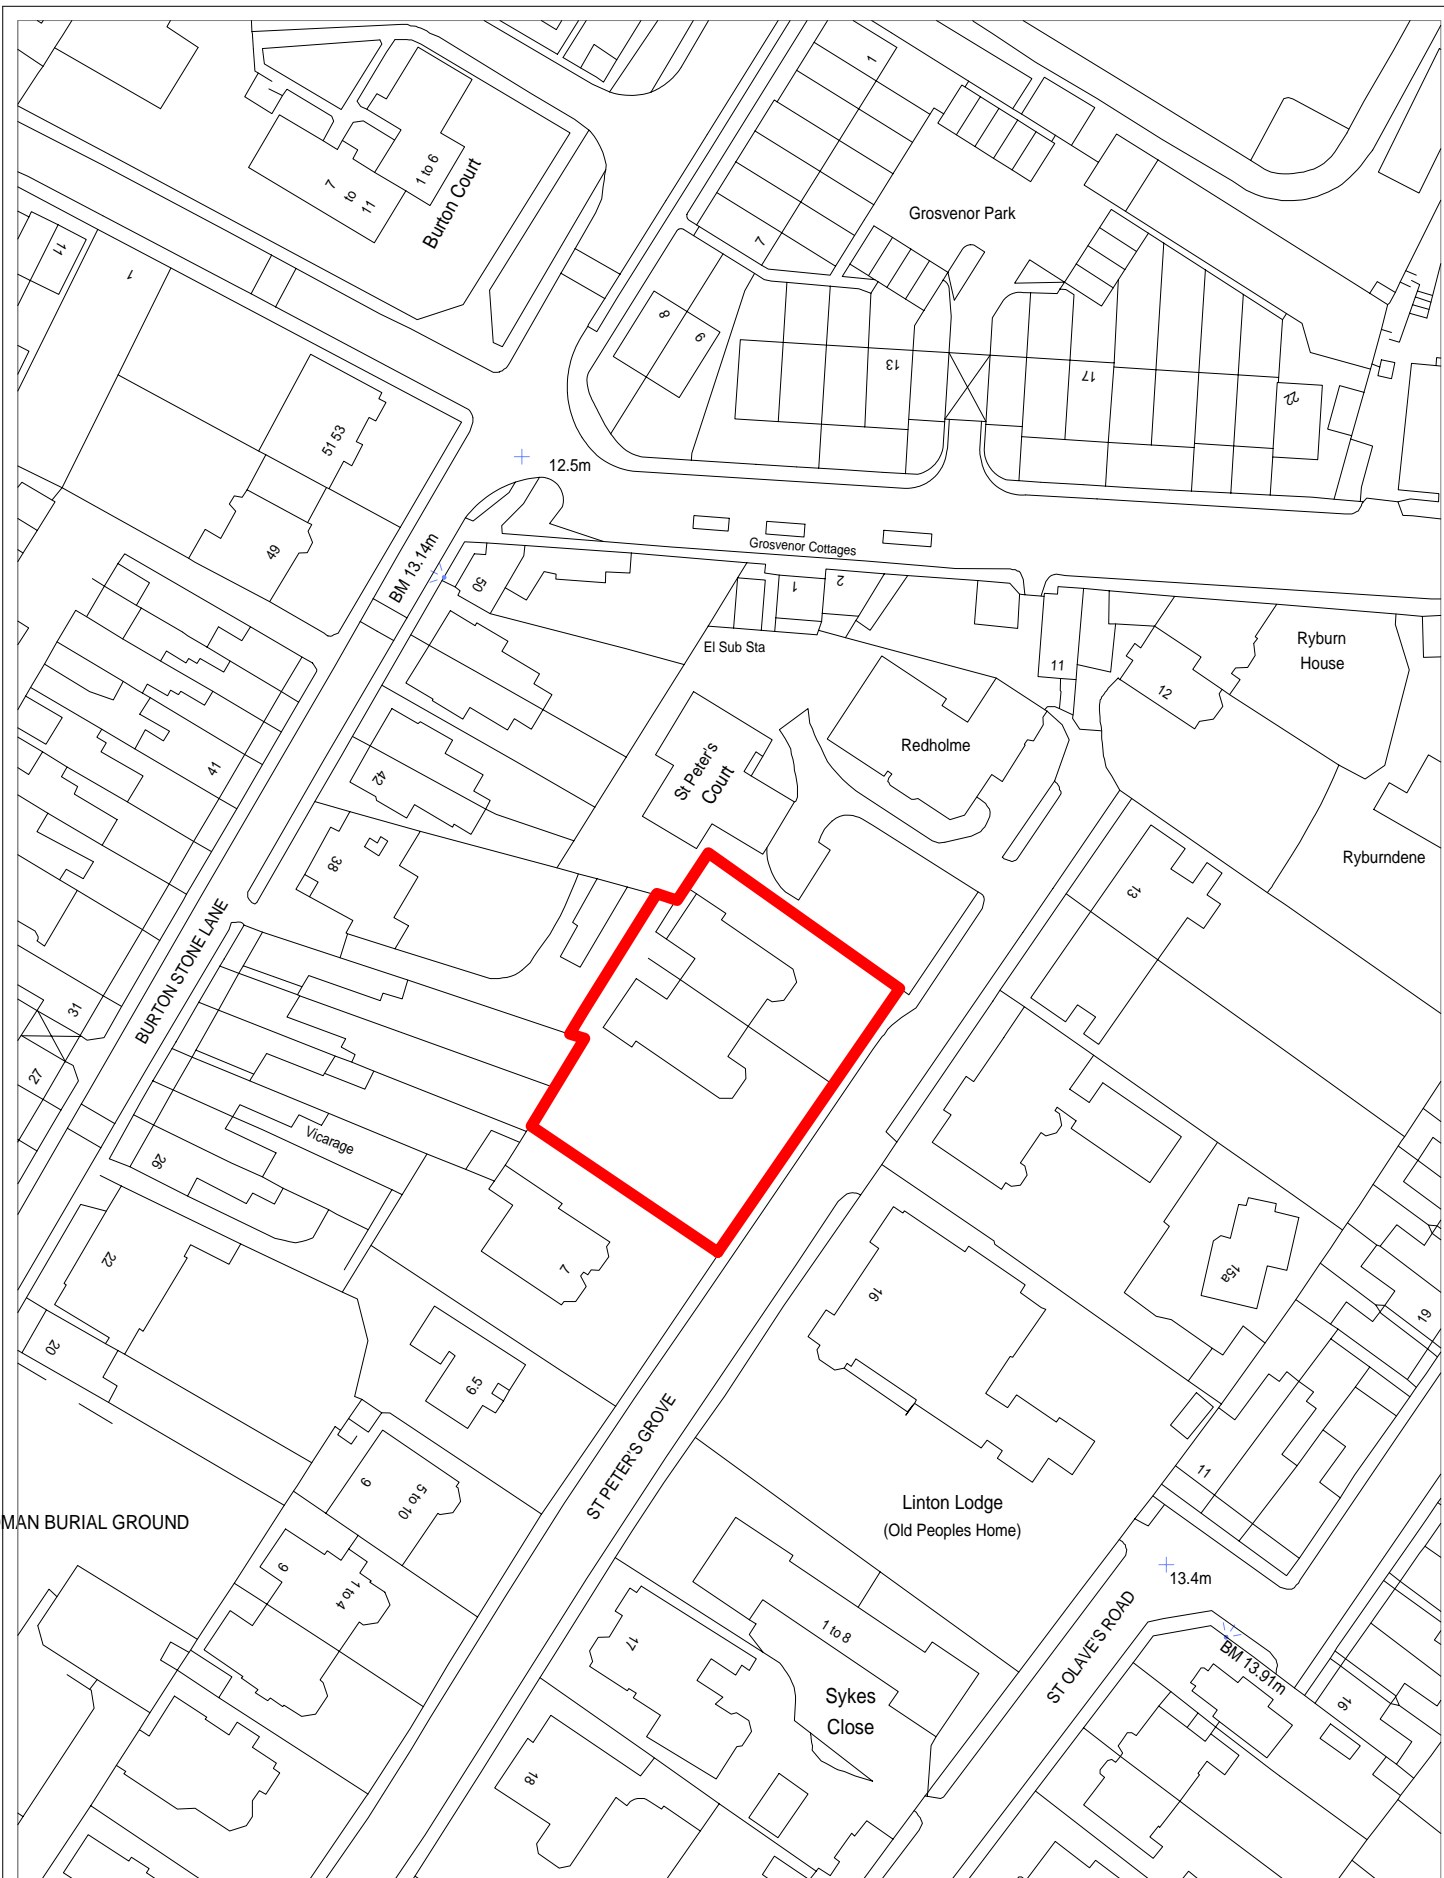 1
1 to 6
7
to
11
Burton Court
Grosvenor Park
7
11
1
8
9
13
17
22
51 53
12.5m
49
BM 13.14m
Grosvenor Cottages
50
1
2
El Sub Sta
11
12
Ryburn
House
41
42
St Peter's
Court
Redholme
38
13
Ryburndene
BURTON STONE LANE
31
27
Vicarage
26
22
7
16
15a
19
20
6.5
ST PETER'S GROVE
9
5 to 10
11
Linton Lodge
(Old Peoples Home)
MAN BURIAL GROUND
9
1 to 4
13.4m
17
1 to 8
ST OLAVE'S ROAD
BM 13.91m
Sykes
Close
16
18